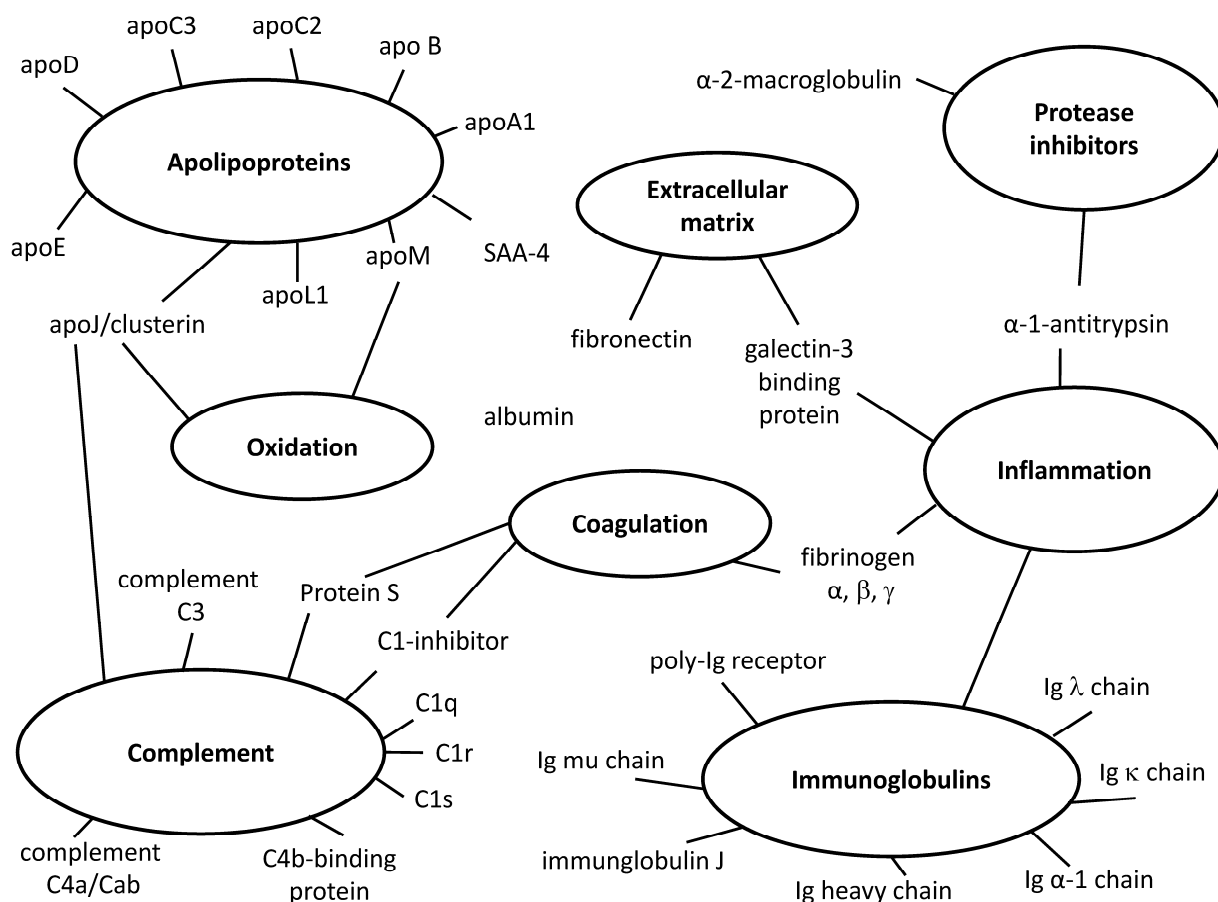 apoC3
apoC2
apo B
apoD
apoA1
Apolipoproteins
apoE
apoM
SAA-4
apoL1
apoJ/clusterin
α-2-macroglobulin
Protease
inhibitors
Extracellular
matrix
fibronectin
galectin-3
binding
protein
α-1-antitrypsin
Oxidation
albumin
Inflammation
Coagulation
fibrinogen
α, β, γ
complement
C3
Protein S
C1-inhibitor
C1q
C1r
C1s
Complement
complement
C4a/Cab
C4b-binding
protein
poly-Ig receptor
Ig λ chain
Ig mu chain
Ig κ chain
Immunoglobulins
immunglobulin J
Ig heavy chain
Ig α-1 chain